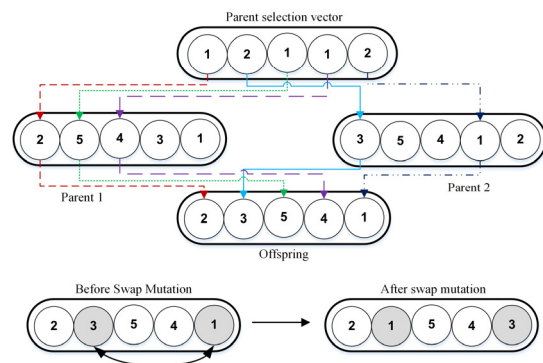 Parent selection vector
1 2 1 1 2
2 5 4 3 1
3 5 4 1 2
Parent 1
Parent 2
2 3 5 4 1
Offspring
Before Swap Mutation
After swap mutation
2 3 5 4 1
2 1 5 4 3